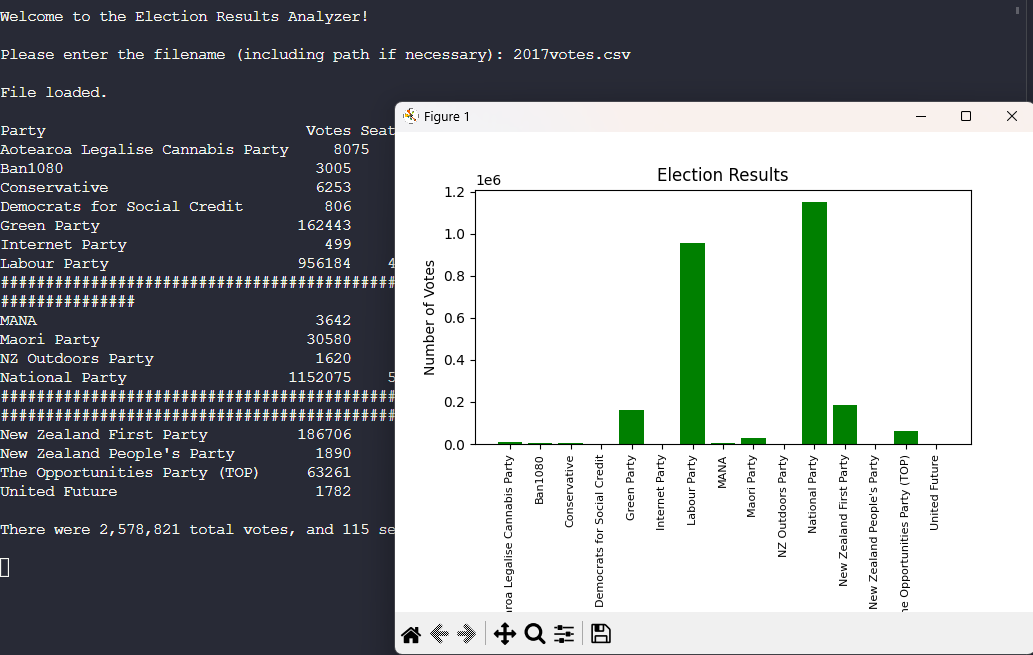 Welcome to the Election Results Analyzer!
Please enter the filename (including path if necessary): 2017votes.csv
File loaded.
Party Votes Seat
Aotearoa Legalise Cannabis Party 8075
Ban1080 3005
Conservative 6253
Democrats for Social Credit 806
Green Party 162443
Internet Party 499
Labour Party 956184 4
############################################
###############
MANA 3642
Maori Party 30580
NZ Outdoors Party 1620
National Party 1152075 5
############################################
############################################
New Zealand First Party 186706
New Zealand People's Party 1890
The Opportunities Party (TOP) 63261
United Future 1782
There were 2,578,821 total votes, and 115 se
Figure 1
Election Results
1e6
1.2
1.0
0.8
0.6
0.4
0.2
0.0
Number of Votes
roa Legalise Cannabis Party
Ban1080
Conservative
Democrats for Social Credit
Green Party
Internet Party
Labour Party
MANA
Maori Party
NZ Outdoors Party
National Party
New Zealand First Party
New Zealand People's Party
he Opportunities Party (TOP)
United Future